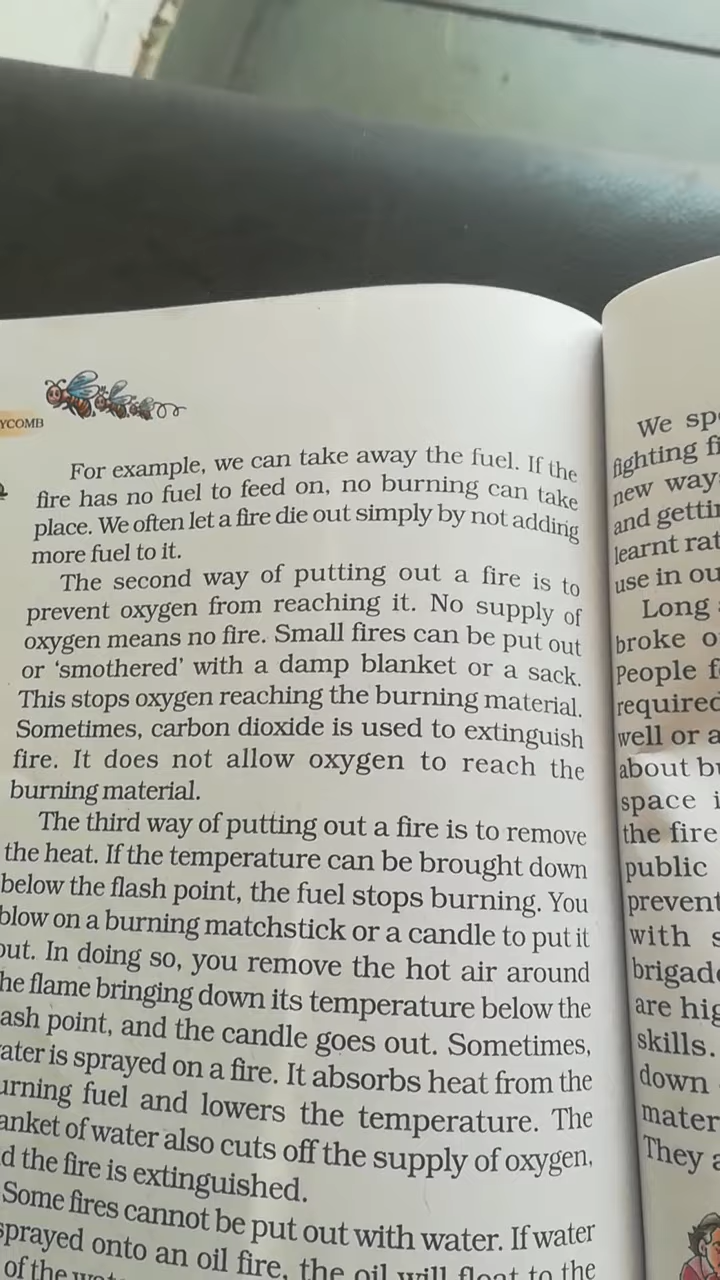 YCOMB
For example, we can take away the fuel. If the
fire has no fuel to feed on, no burning can take
place. We often let a fire die out simply by not adding
more fuel to it.
The second way of putting out a fire is to
prevent oxygen from reaching it. No supply of
oxygen means no fire. Small fires can be put out
or ‘smothered’ with a damp blanket or a sack.
This stops oxygen reaching the burning material.
Sometimes, carbon dioxide is used to extinguish
fire. It does not allow oxygen to reach the
burning material.
The third way of putting out a fire is to remove
the heat. If the temperature can be brought down
below the flash point, the fuel stops burning. You
blow on a burning matchstick or a candle to put it
out. In doing so, you remove the hot air around
he flame bringing down its temperature below the
ash point, and the candle goes out. Sometimes,
ater is sprayed on a fire. It absorbs heat from the
urning fuel and lowers the temperature. The
anket of water also cuts off the supply of oxygen,
d the fire is extinguished.
Some fires cannot be put out with water. If water
sprayed onto an oil fire, the oil will float to the
of the
We sp
fighting fi
new way
and gettin
learnt rat
use in ou
Long
broke o
People f
required
well or a
about bu
space i
the fire
public
prevent
with s
brigade
are hig
skills.
down
mater
They a